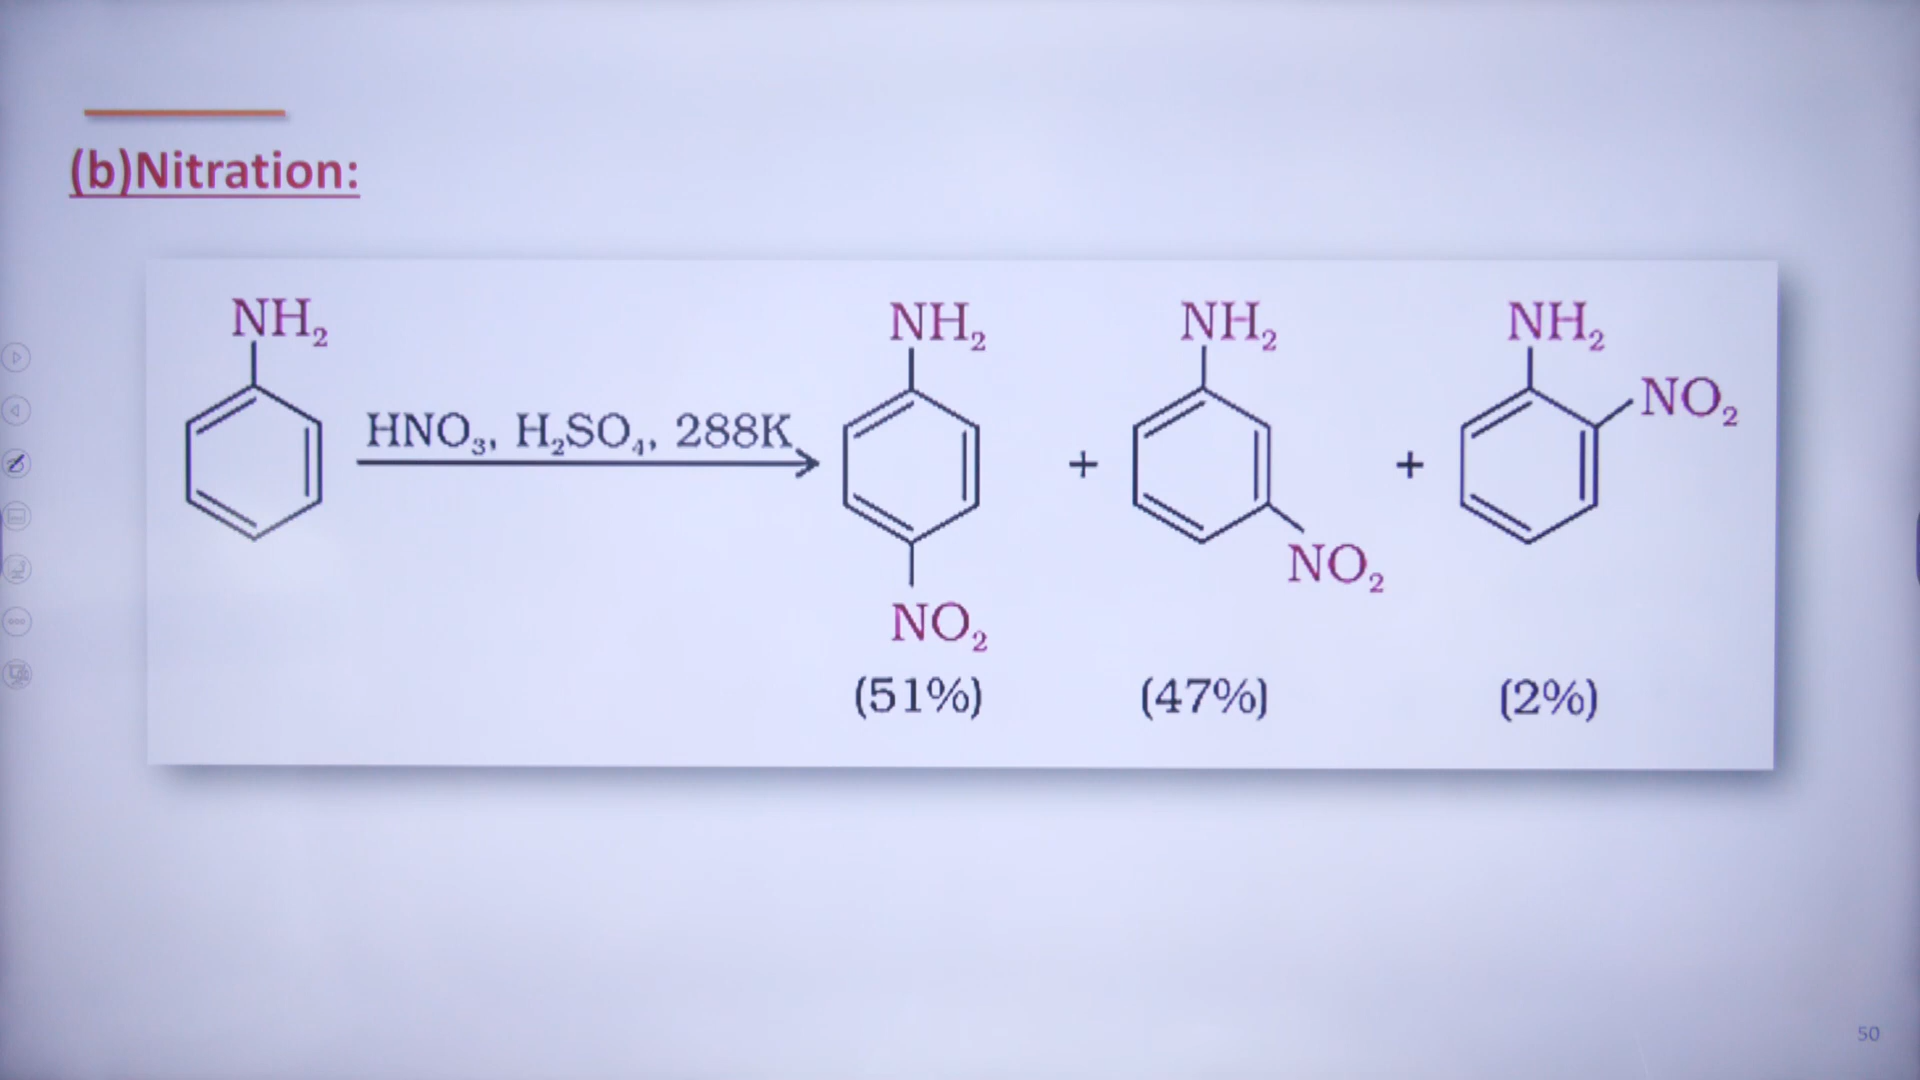 (b)Nitration:
NH₂
HNO₃, H₂SO₄, 288K
NH₂
NO₂
(51%)
+
NH₂
NO₂
(47%)
+
NH₂
NO₂
(2%)
50